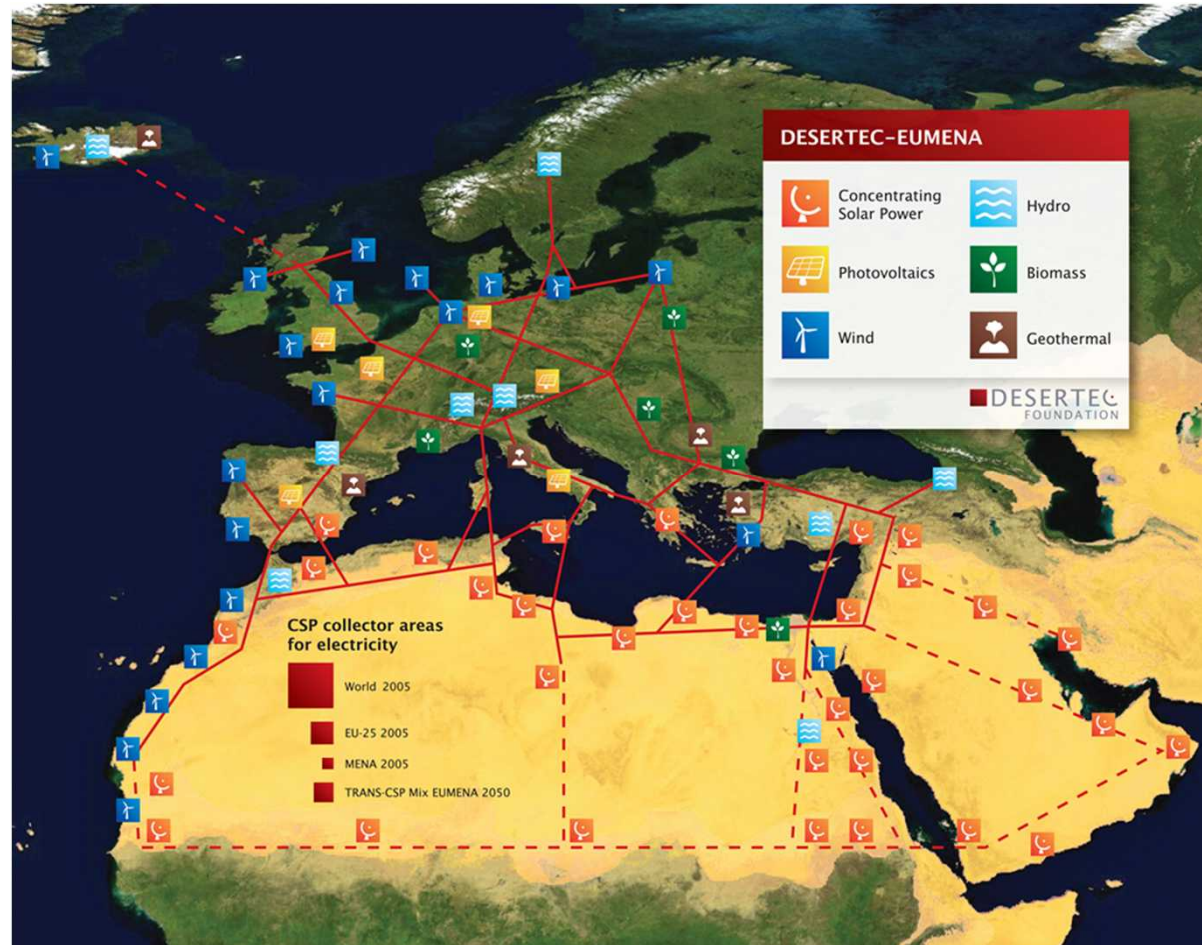 DESERTEC–EUMENA
Concentrating
Solar Power
Hydro
Photovoltaics
Biomass
Wind
Geothermal
DESERTEC
FOUNDATION
CSP collector areas
for electricity
World 2005
EU-25 2005
MENA 2005
TRANS-CSP Mix EUMENA 2050